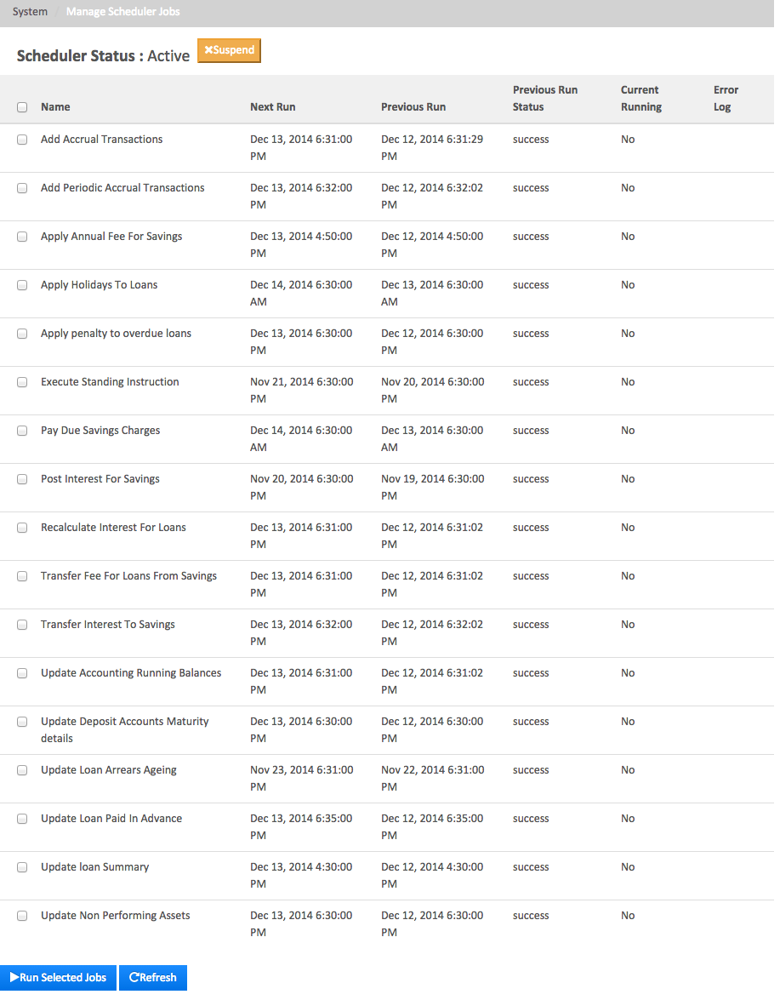 System / Manage Scheduler Jobs
Scheduler Status : Active ✖Suspend
Previous Run Current Error
Name Next Run Previous Run Status Running Log
Add Accrual Transactions Dec 13, 2014 6:31:00 Dec 12, 2014 6:31:29 success No
PM PM
Add Periodic Accrual Transactions Dec 13, 2014 6:32:00 Dec 12, 2014 6:32:02 success No
PM PM
Apply Annual Fee For Savings Dec 13, 2014 4:50:00 Dec 12, 2014 4:50:00 success No
PM PM
Apply Holidays To Loans Dec 14, 2014 6:30:00 Dec 13, 2014 6:30:00 success No
AM AM
Apply penalty to overdue loans Dec 13, 2014 6:30:00 Dec 12, 2014 6:30:00 success No
PM PM
Execute Standing Instruction Nov 21, 2014 6:30:00 Nov 20, 2014 6:30:00 success No
PM PM
Pay Due Savings Charges Dec 14, 2014 6:30:00 Dec 13, 2014 6:30:00 success No
AM AM
Post Interest For Savings Nov 20, 2014 6:30:00 Nov 19, 2014 6:30:00 success No
PM PM
Recalculate Interest For Loans Dec 13, 2014 6:31:00 Dec 12, 2014 6:31:02 success No
PM PM
Transfer Fee For Loans From Savings Dec 13, 2014 6:31:00 Dec 12, 2014 6:31:02 success No
PM PM
Transfer Interest To Savings Dec 13, 2014 6:32:00 Dec 12, 2014 6:32:02 success No
PM PM
Update Accounting Running Balances Dec 13, 2014 6:31:00 Dec 12, 2014 6:31:02 success No
PM PM
Update Deposit Accounts Maturity Dec 13, 2014 6:30:00 Dec 12, 2014 6:30:00 success No
details PM PM
Update Loan Arrears Ageing Nov 23, 2014 6:31:00 Nov 22, 2014 6:31:00 success No
PM PM
Update Loan Paid In Advance Dec 13, 2014 6:35:00 Dec 12, 2014 6:35:00 success No
PM PM
Update loan Summary Dec 13, 2014 4:30:00 Dec 12, 2014 4:30:00 success No
PM PM
Update Non Performing Assets Dec 13, 2014 6:30:00 Dec 12, 2014 6:30:00 success No
PM PM
Run Selected Jobs Refresh